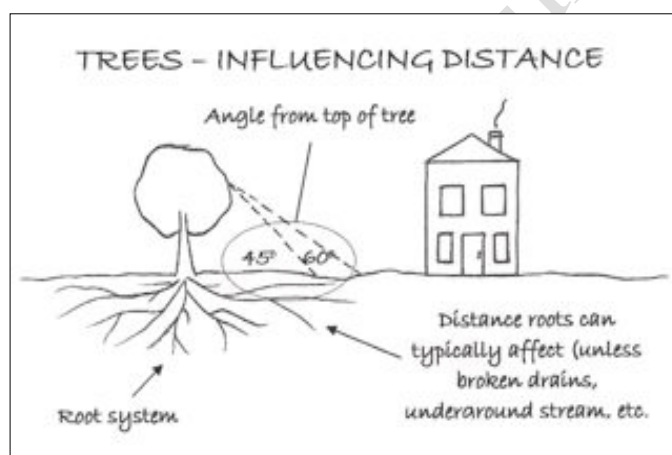 TREES - INFLUENCING DISTANCE
Angle from top of tree
45° 60°
Distance roots can
typically affect (unless
broken drains,
underaround stream. etc.
Root system